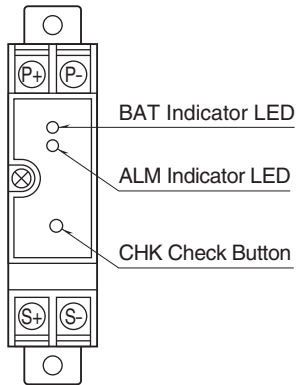 P+ P-
BAT Indicator LED
ALM Indicator LED
CHK Check Button
S+ S-